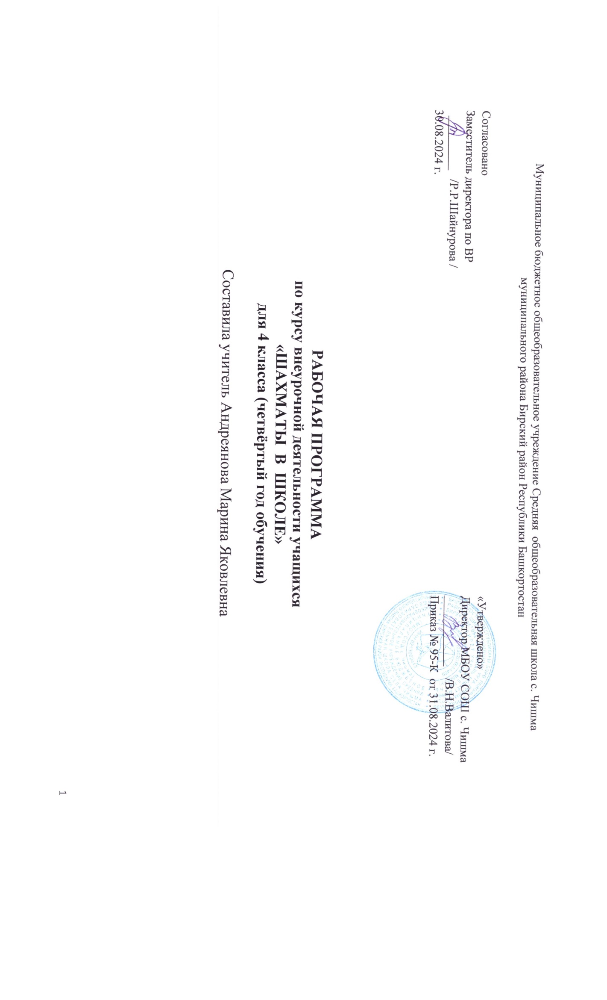 Муниципальное бюджетное общеобразовательное учреждение Средняя общеобразовательная школа с. Чишма
муниципального района Бирский район Республики Башкортостан
Согласовано
Заместитель директора по ВР
/Р.Р.Шайнурова /
30.08.2024 г.
«Утверждено»
Директор МБОУ СОШ с. Чишма
/В.Н.Валитова/
Приказ № 95-К от 31.08.2024 г.
РАБОЧАЯ ПРОГРАММА
по курсу внеурочной деятельности учащихся
«ШАХМАТЫ В ШКОЛЕ»
для 4 класса (четвёртый год обучения)
Составила учитель Андреянова Марина Яковлевна
1